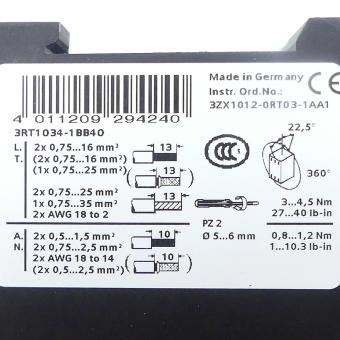 Made in Germany
Instr. Ord.No.:
3ZX1012-0RT03-1AA1
CE
4 011209 294240
3RT1034-1BB40
L. 2x 0,75...16 mm²
T. (2x 0,75...16 mm²)
(1x 0,75...25 mm²)
13
13
2x 0,75...25 mm²
1x 0,75...35 mm²
2x AWG 18 to 2
13
CCC
22,5°
360°
PZ 2
Ø 5...6 mm
3...4,5 Nm
27...40 lb-in
A. 2x 0,5...1,5 mm²
N. 2x 0,75...2,5 mm²
2x AWG 18 to 14
(2x 0,5...2,5 mm²)
10
10
0,8...1,2 Nm
1...10.3 lb-in